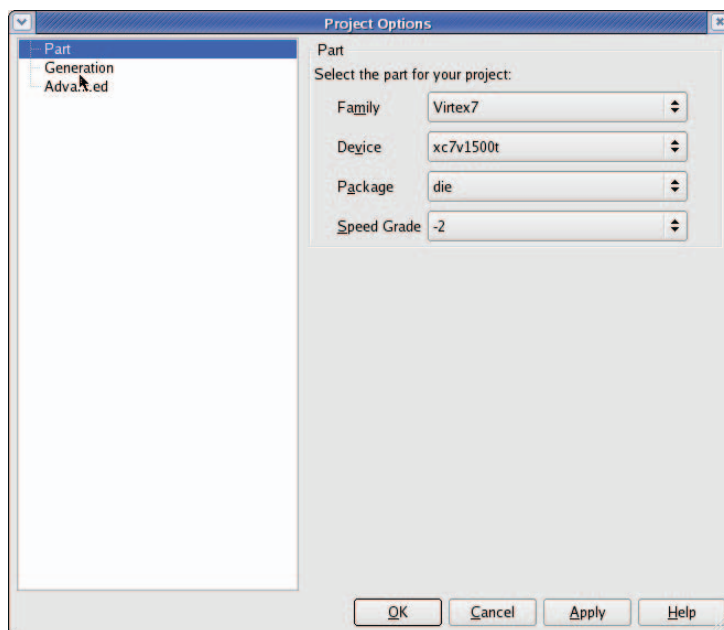 Project Options
Part
Generation
Part
Select the part for your project:
Family Virtex7
Device xc7v1500t
Package die
Speed Grade -2
OK Cancel Apply Help